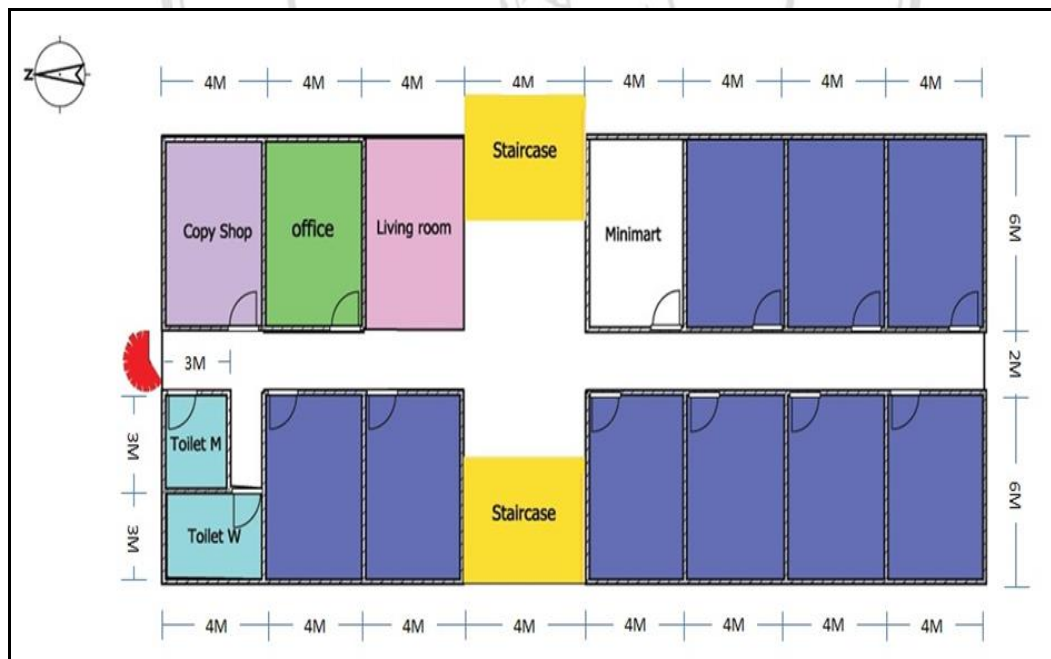 Z
4M 4M 4M 4M 4M 4M 4M 4M
Staircase
Copy Shop
office
Living room
Minimart
6M
3M
2M
Toilet M
3M
Toilet W
3M
Staircase
6M
4M 4M 4M 4M 4M 4M 4M 4M